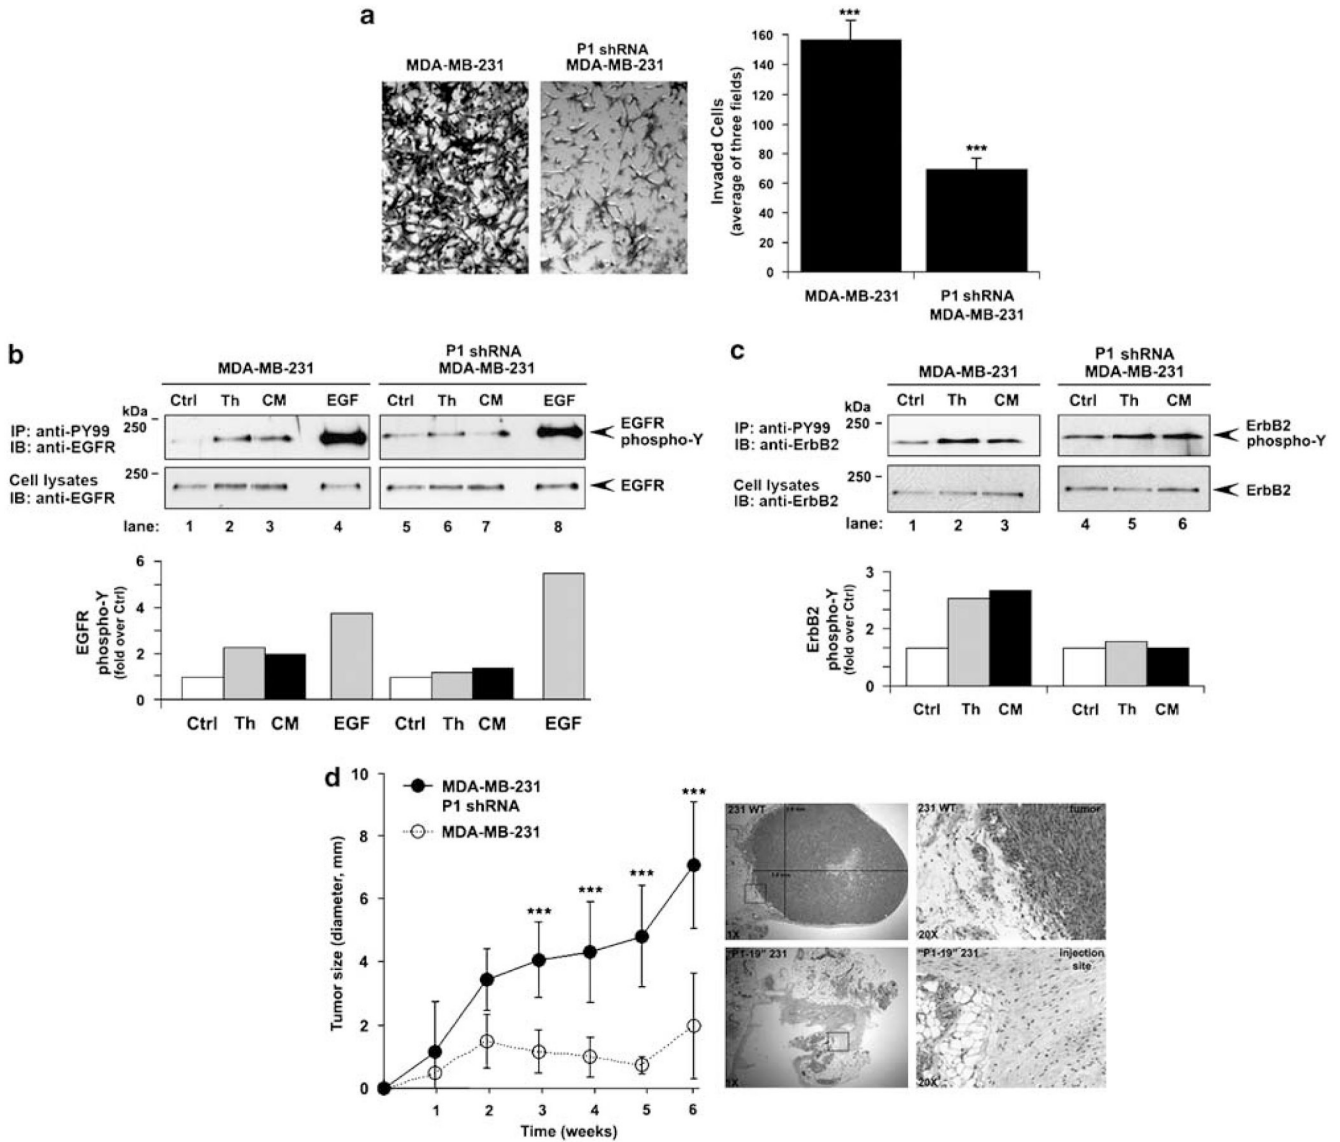 a
MDA-MB-231
P1 shRNA
MDA-MB-231
Invaded Cells
(average of three fields)
160
140
120
100
80
60
40
20
0
***
***
MDA-MB-231
P1 shRNA
MDA-MB-231
b
MDA-MB-231
P1 shRNA
MDA-MB-231
kDa
Ctrl Th CM EGF Ctrl Th CM EGF
250
IP: anti-PY99
IB: anti-EGFR
EGFR
phospho-Y
250
Cell lysates
IB: anti-EGFR
EGFR
lane: 1 2 3 4 5 6 7 8
EGFR
phospho-Y
(fold over Ctrl)
6
4
2
0
Ctrl Th CM EGF Ctrl Th CM EGF
c
MDA-MB-231
P1 shRNA
MDA-MB-231
kDa
Ctrl Th CM Ctrl Th CM
250
IP: anti-PY99
IB: anti-ErbB2
ErbB2
phospho-Y
250
Cell lysates
IB: anti-ErbB2
ErbB2
lane: 1 2 3 4 5 6
ErbB2
phospho-Y
(fold over Ctrl)
3
2
0
Ctrl Th CM Ctrl Th CM
d
MDA-MB-231
P1 shRNA
MDA-MB-231
Tumor size (diameter, mm)
10
8
6
4
2
0
***
***
***
***
1 2 3 4 5 6
Time (weeks)
231 WT
1X
231 WT
tumor
20X
"P1-19" 231
1X
"P1-19" 231
injection
site
20X